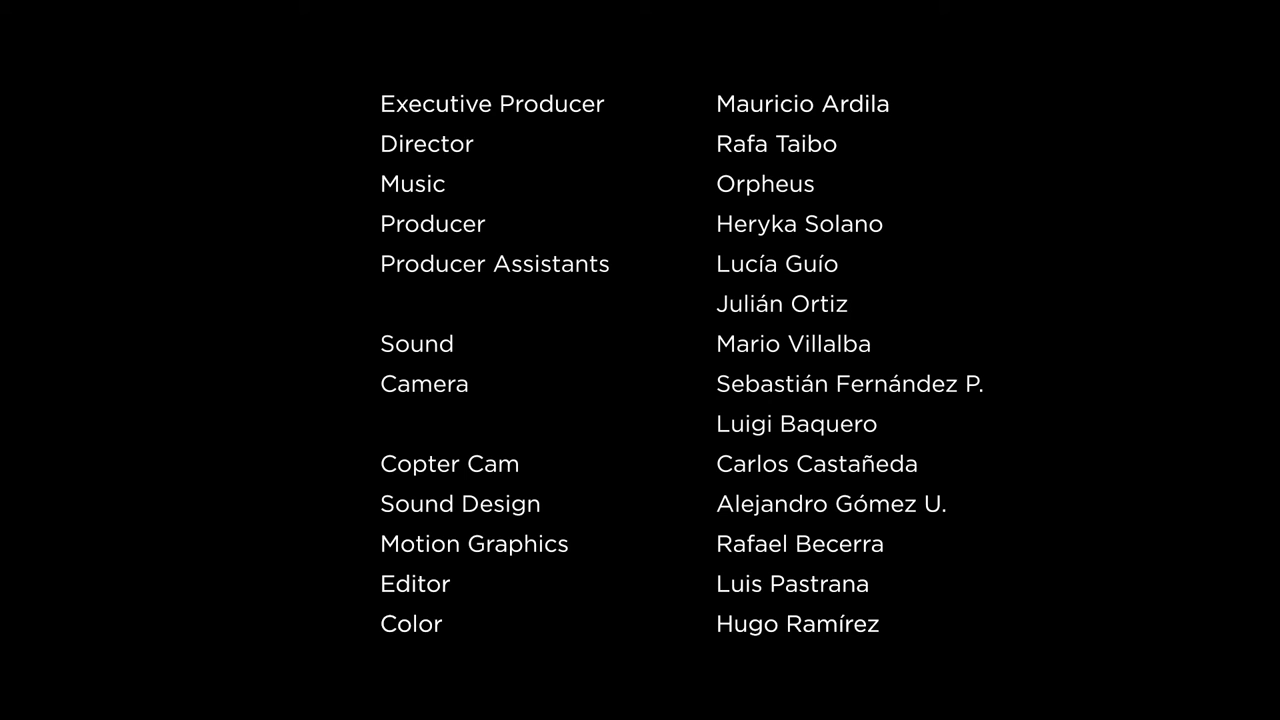 Executive Producer Mauricio Ardila
Director Rafa Taibo
Music Orpheus
Producer Heryka Solano
Producer Assistants Lucía Guío
Julián Ortiz
Sound Mario Villalba
Camera Sebastián Fernández P.
Luigi Baquero
Copter Cam Carlos Castañeda
Sound Design Alejandro Gómez U.
Motion Graphics Rafael Becerra
Editor Luis Pastrana
Color Hugo Ramírez